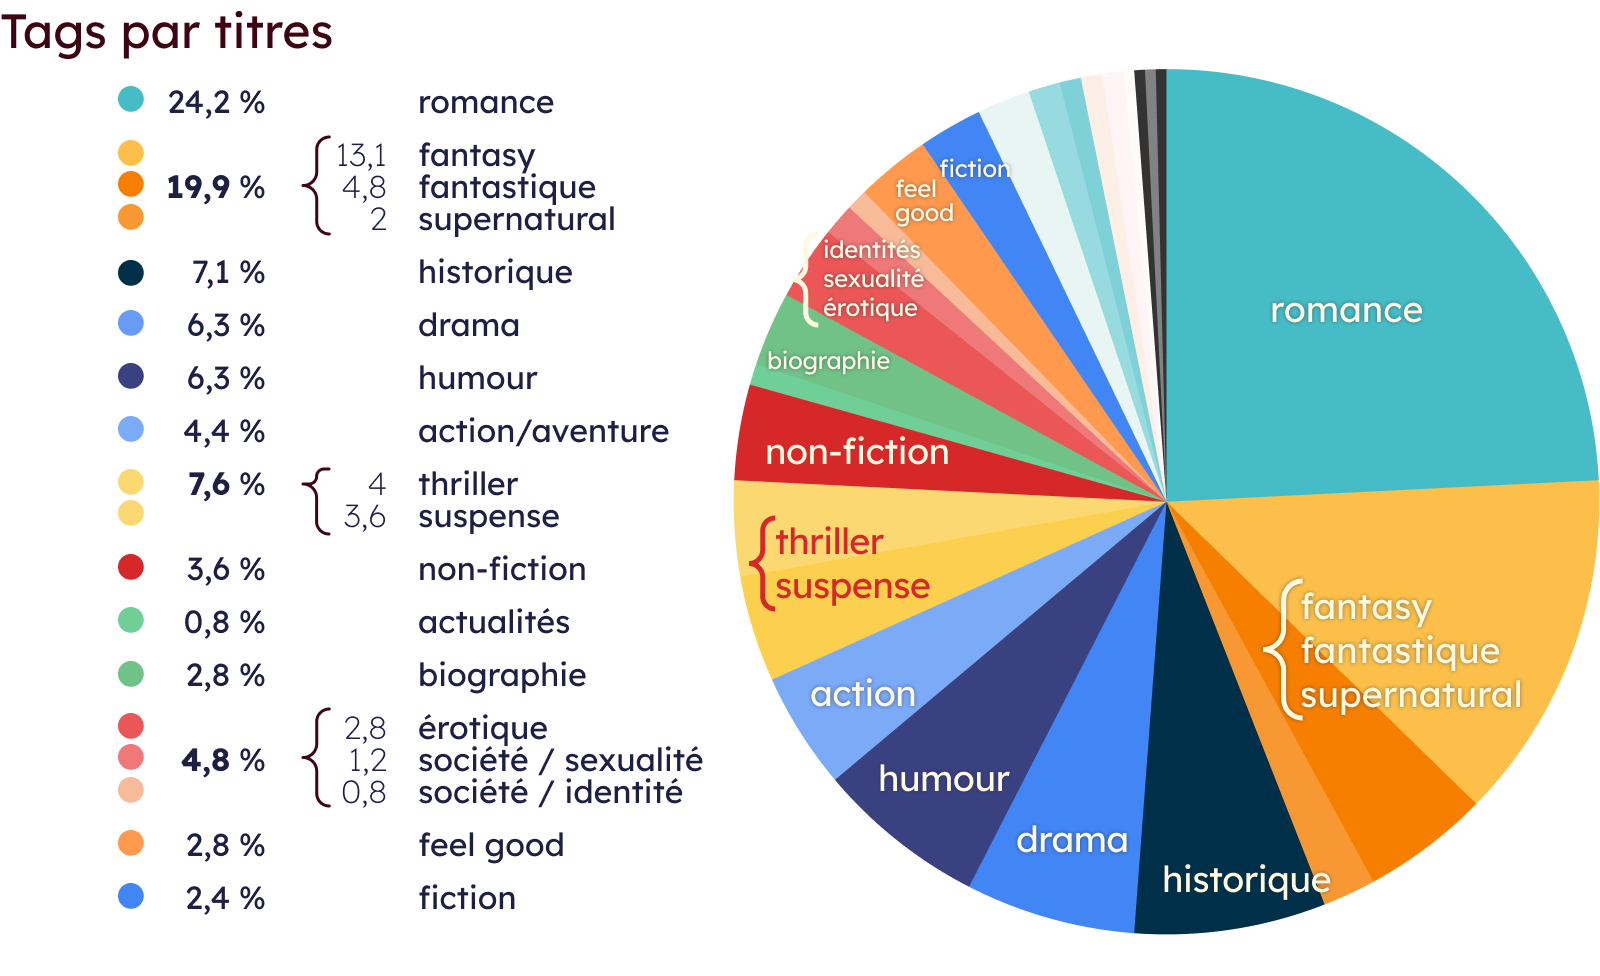 Tags par titres
24,2 % romance
13,1 fantasy
19,9 % 4,8 fantastique
2 supernatural
7,1 % historique
6,3 % drama
6,3 % humour
4,4 % action/aventure
7,6 % 4 thriller
3,6 suspense
3,6 % non-fiction
0,8 % actualités
2,8 % biographie
2,8 érotique
4,8 % 1,2 société / sexualité
0,8 société / identité
2,8 % feel good
2,4 % fiction
fiction
feel
good
identités
sexualité
érotique
biographie
non-fiction
thriller
suspense
action
humour
drama
historique
romance
fantasy
fantastique
supernatural